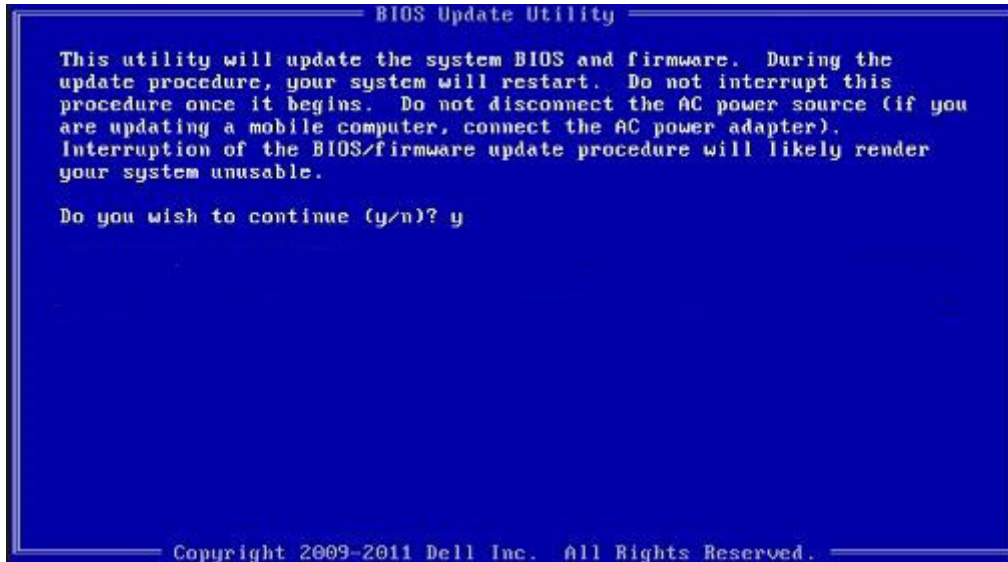 BIOS Update Utility
This utility will update the system BIOS and firmware.  During the
update procedure, your system will restart.  Do not interrupt this
procedure once it begins.  Do not disconnect the AC power source (if you
are updating a mobile computer, connect the AC power adapter).
Interruption of the BIOS/firmware update procedure will likely render
your system unusable.
Do you wish to continue (y/n)? y
Copyright 2009-2011 Dell Inc.  All Rights Reserved.